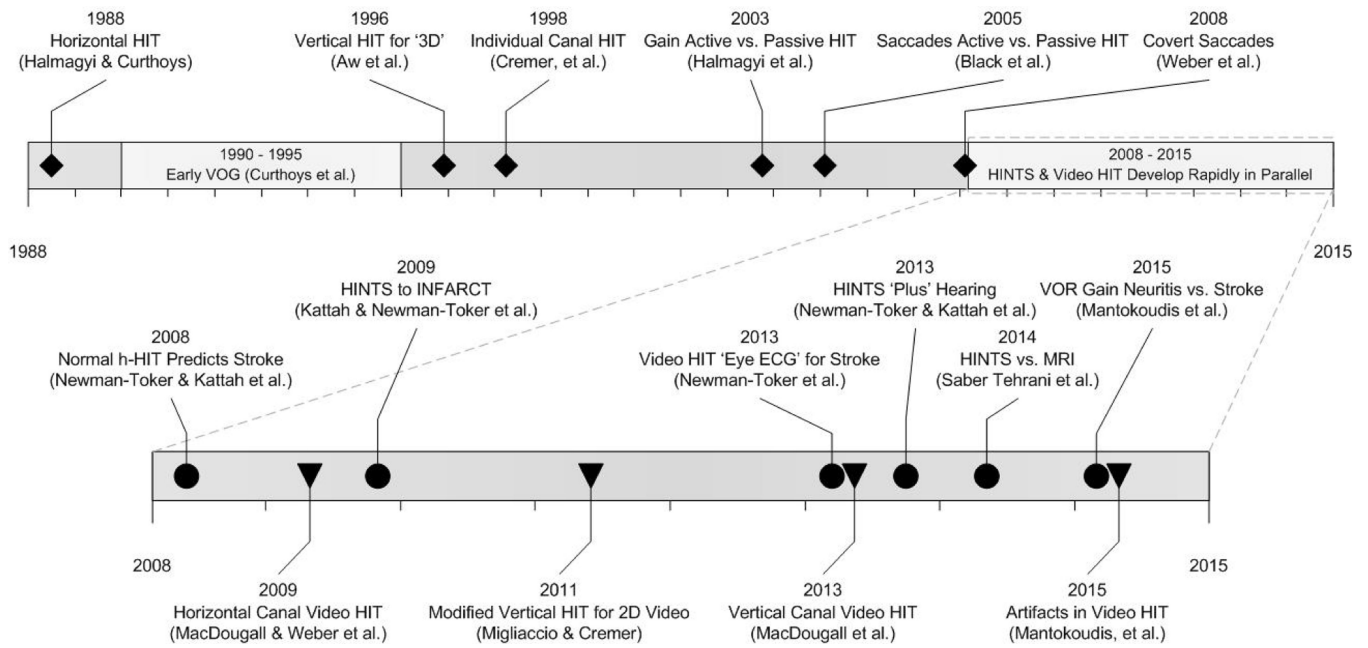 1988
Horizontal HIT
(Halmagyi & Curthoys)
1996
Vertical HIT for ‘3D’
(Aw et al.)
1998
Individual Canal HIT
(Cremer, et al.)
2003
Gain Active vs. Passive HIT
(Halmagyi et al.)
2005
Saccades Active vs. Passive HIT
(Black et al.)
2008
Covert Saccades
(Weber et al.)
1990 - 1995
Early VOG (Curthoys et al.)
2008 - 2015
HINTS & Video HIT Develop Rapidly in Parallel
1988
2015
2008
Normal h-HIT Predicts Stroke
(Newman-Toker & Kattah et al.)
2009
HINTS to INFARCT
(Kattah & Newman-Toker et al.)
2013
Video HIT ‘Eye ECG’ for Stroke
(Newman-Toker et al.)
2013
HINTS ‘Plus’ Hearing
(Newman-Toker & Kattah et al.)
2014
HINTS vs. MRI
(Saber Tehrani et al.)
2015
VOR Gain Neuritis vs. Stroke
(Mantokoudis et al.)
2008
2015
2009
Horizontal Canal Video HIT
(MacDougall & Weber et al.)
2011
Modified Vertical HIT for 2D Video
(Migliaccio & Cremer)
2013
Vertical Canal Video HIT
(MacDougall et al.)
2015
Artifacts in Video HIT
(Mantokoudis, et al.)